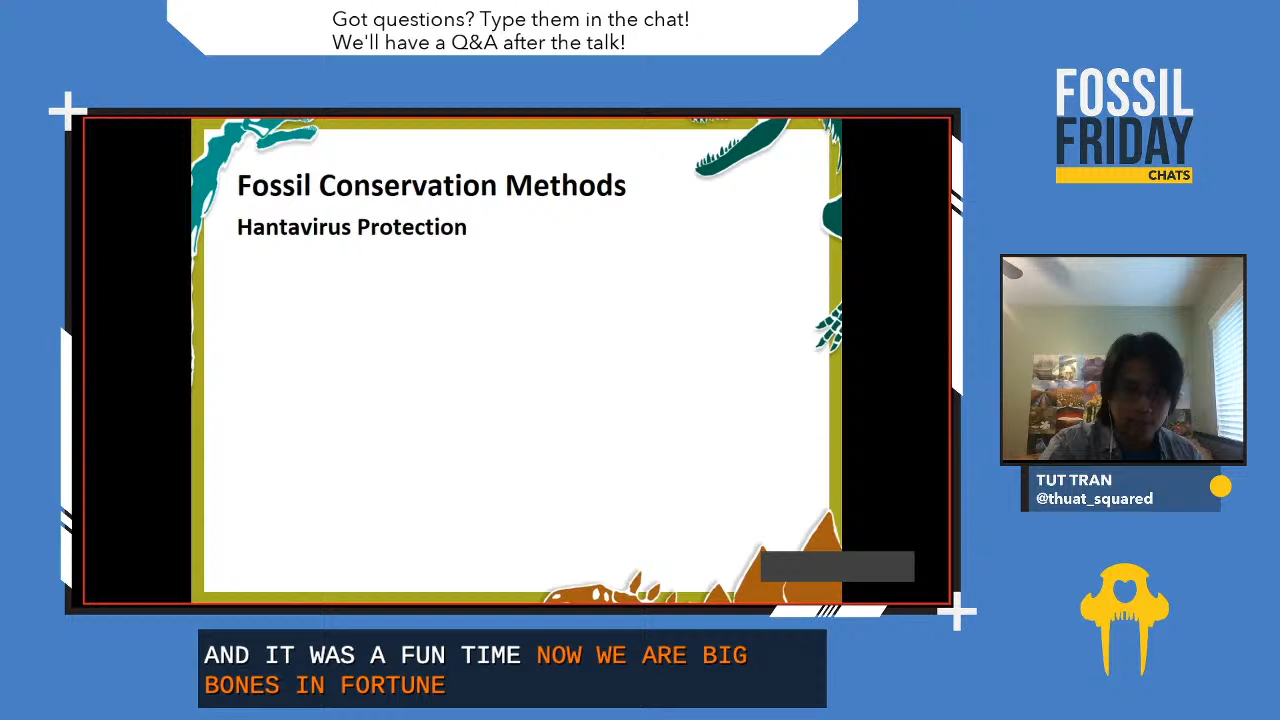 Got questions? Type them in the chat!
We'll have a Q&A after the talk!
FOSSIL
FRIDAY
CHATS
Fossil Conservation Methods
Hantavirus Protection
TUT TRAN
@thuat_squared
AND IT WAS A FUN TIME NOW WE ARE BIG
BONES IN FORTUNE